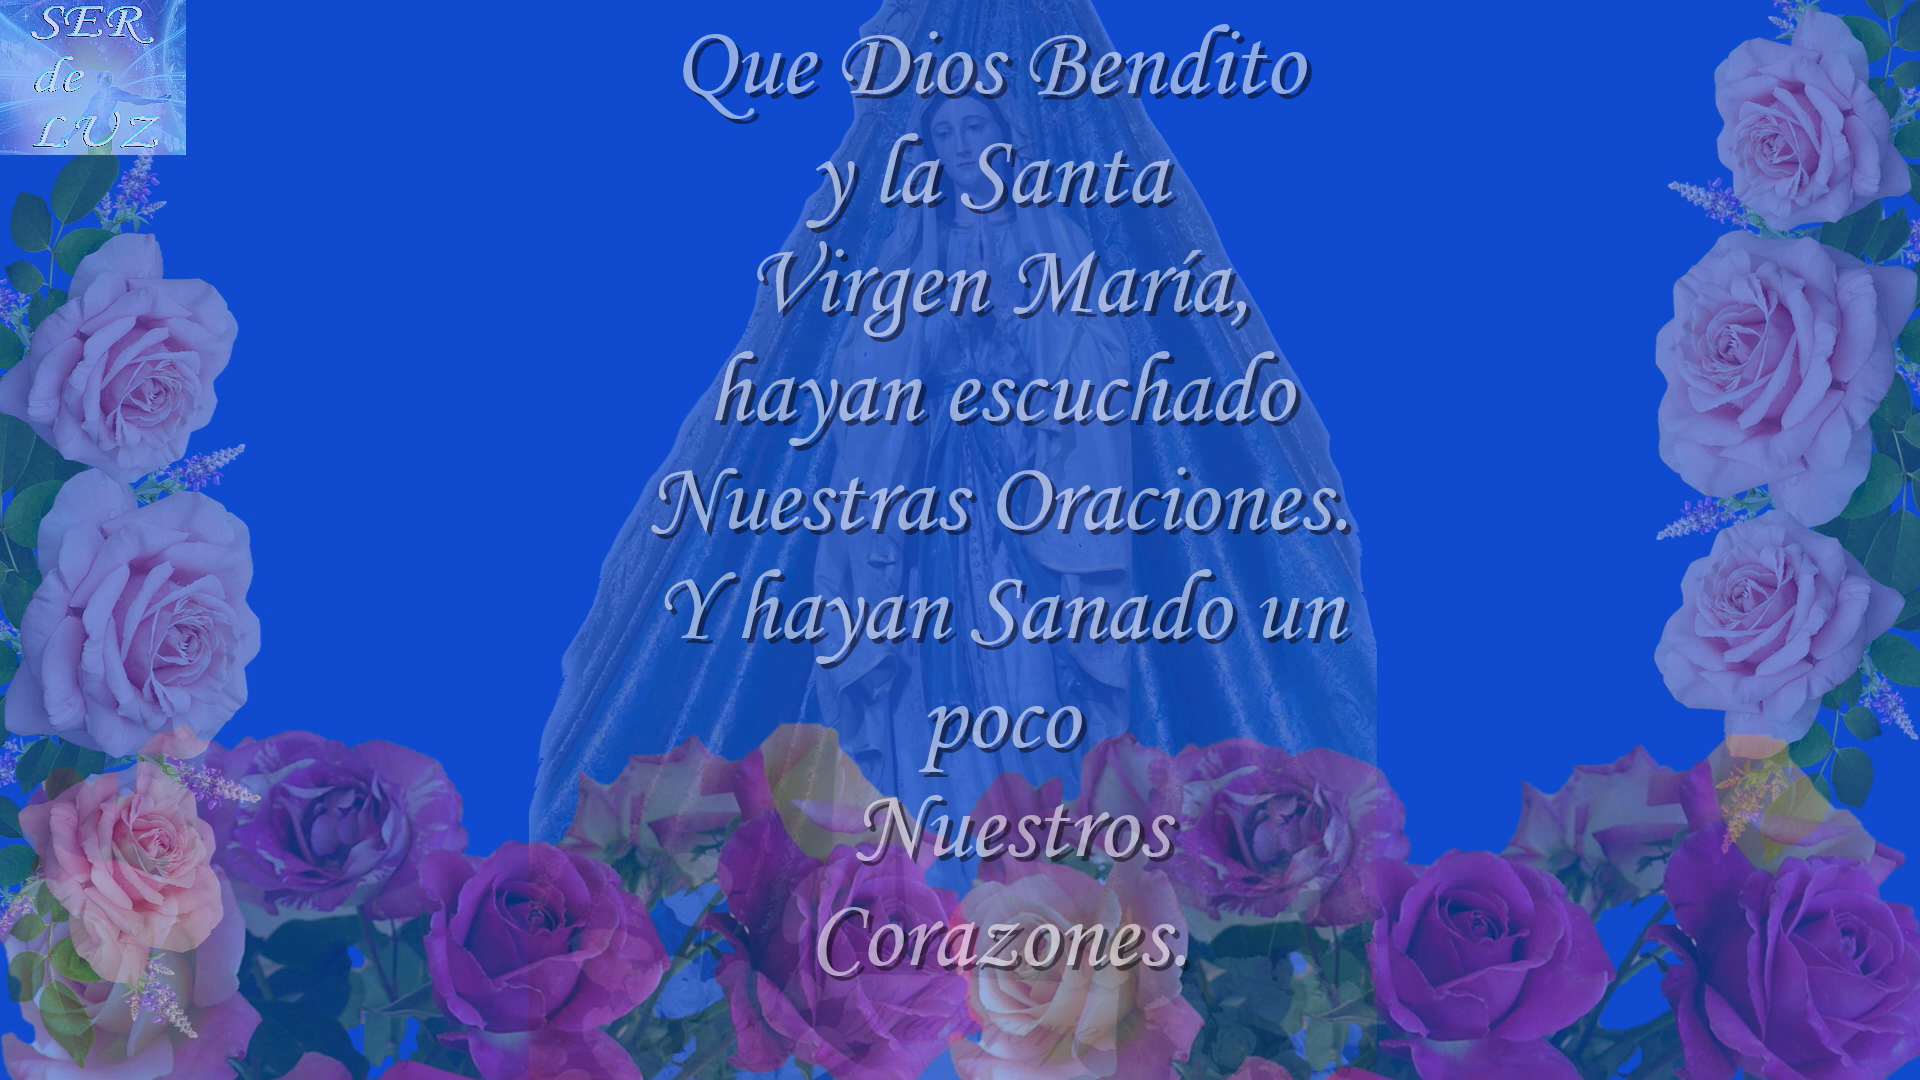 SER
de
LUZ
Que Dios Bendito
y la Santa
Virgen María,
hayan escuchado
Nuestras Oraciones.
Y hayan Sanado un
poco
Nuestros
Corazones.